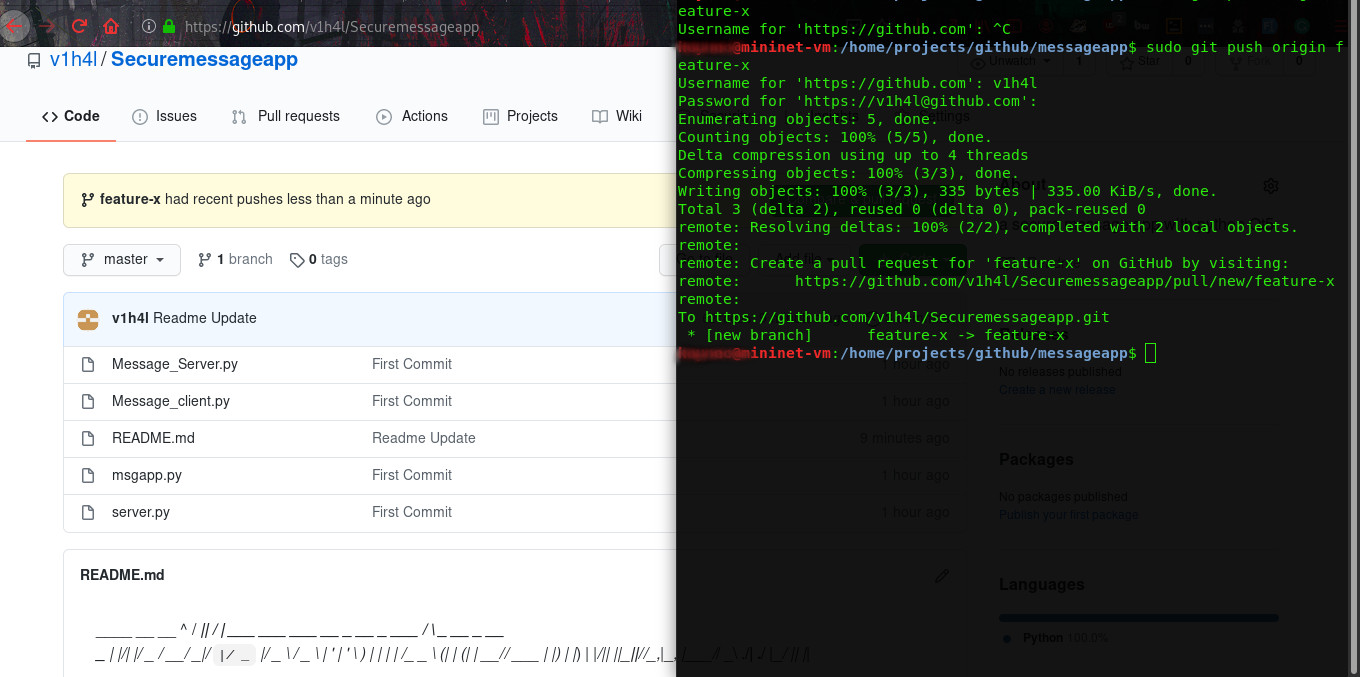 https://github.com/v1h4l/Securemessageapp
v1h4l / Securemessageapp
Code
Issues
Pull requests
Actions
Projects
Wiki
feature-x had recent pushes less than a minute ago
master
1 branch
0 tags
v1h4l Readme Update
Message_Server.py First Commit 1 hour ago
Message_client.py First Commit 1 hour ago
README.md Readme Update 9 minutes ago
msgapp.py First Commit 1 hour ago
server.py First Commit 1 hour ago
README.md
eature-x
Username for 'https://github.com': ^C
@mininet-vm:/home/projects/github/messageapp$ sudo git push origin f
eature-x
Username for 'https://github.com': v1h4l
Password for 'https://v1h4l@github.com':
Enumerating objects: 5, done.
Counting objects: 100% (5/5), done.
Delta compression using up to 4 threads
Compressing objects: 100% (3/3), done.
Writing objects: 100% (3/3), 335 bytes | 335.00 KiB/s, done.
Total 3 (delta 2), reused 0 (delta 0), pack-reused 0
remote: Resolving deltas: 100% (2/2), completed with 2 local objects.
remote:
remote: Create a pull request for 'feature-x' on GitHub by visiting:
remote:      https://github.com/v1h4l/Securemessageapp/pull/new/feature-x
remote:
To https://github.com/v1h4l/Securemessageapp.git
 * [new branch]      feature-x -> feature-x
@mininet-vm:/home/projects/github/messageapp$
Unwatch 1
Star 0
Fork 0
No releases published
Create a new release
Packages
No packages published
Publish your first package
Languages
Python 100.0%